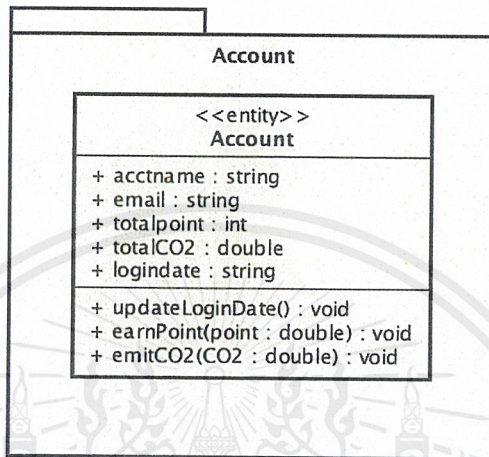 Account
<<entity>>
Account
+ acctname : string
+ email : string
+ totalpoint : int
+ totalCO2 : double
+ logindate : string
+ updateLoginDate() : void
+ earnPoint(point : double) : void
+ emitCO2(CO2 : double) : void